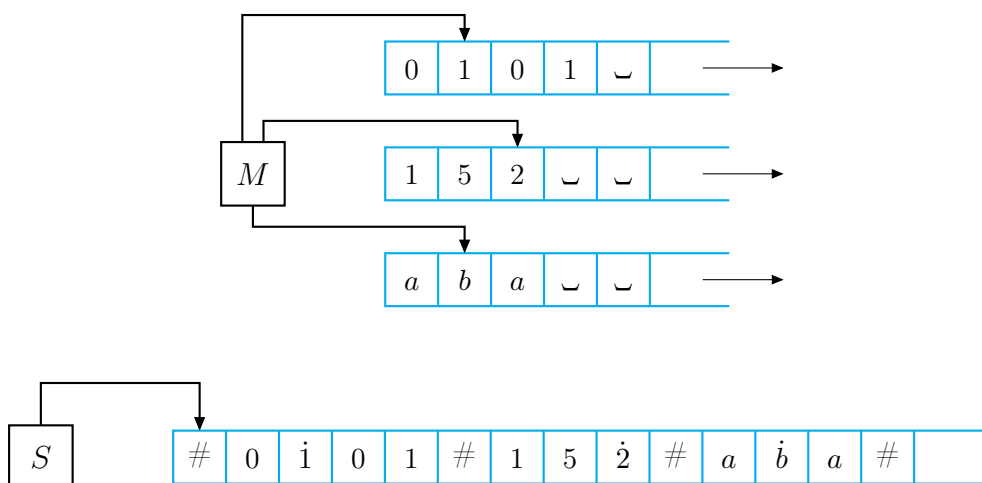 0 1 0 1 ⌣
M 1 5 2 ⌣ ⌣
a b a ⌣ ⌣
S # 0 1̇ 0 1 # 1 5 2̇ # a ḃ a #